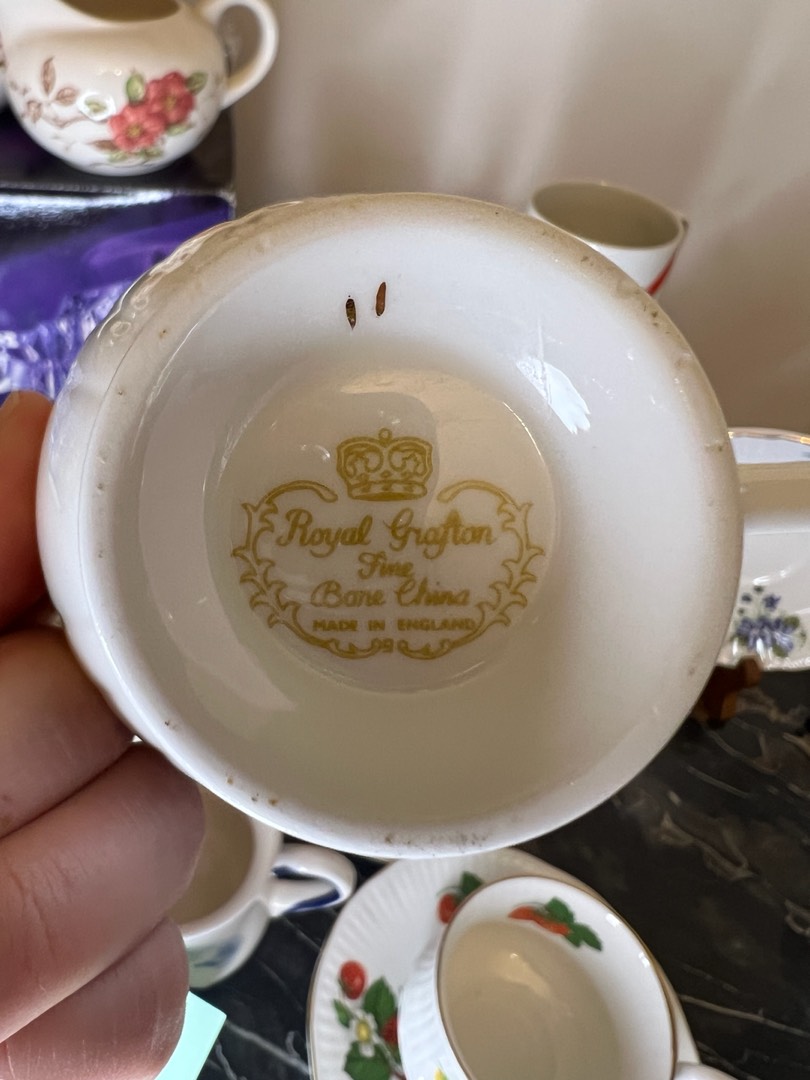 Royal Grafton
Fine
Bone China
MADE IN ENGLAND